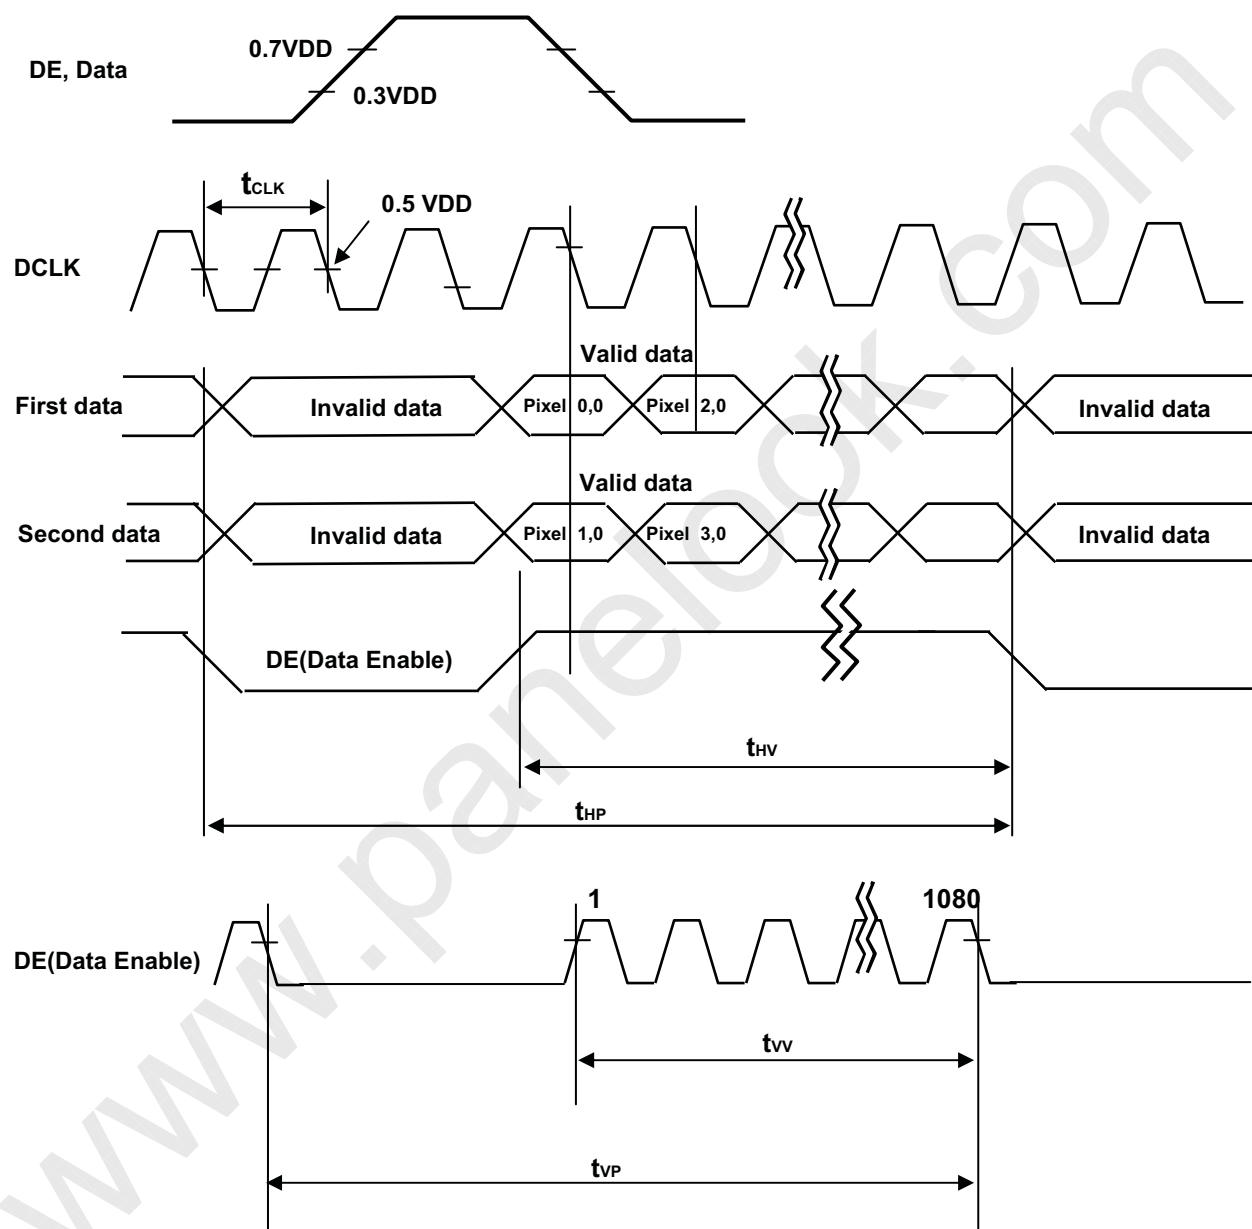 0.7VDD
DE, Data
0.3VDD
tCLK
0.5 VDD
DCLK
Valid data
First data
Invalid data
Pixel 0,0
Pixel 2,0
Invalid data
Valid data
Second data
Invalid data
Pixel 1,0
Pixel 3,0
Invalid data
DE(Data Enable)
tHV
tHP
1
1080
DE(Data Enable)
tVV
tVP
www.panelook.com